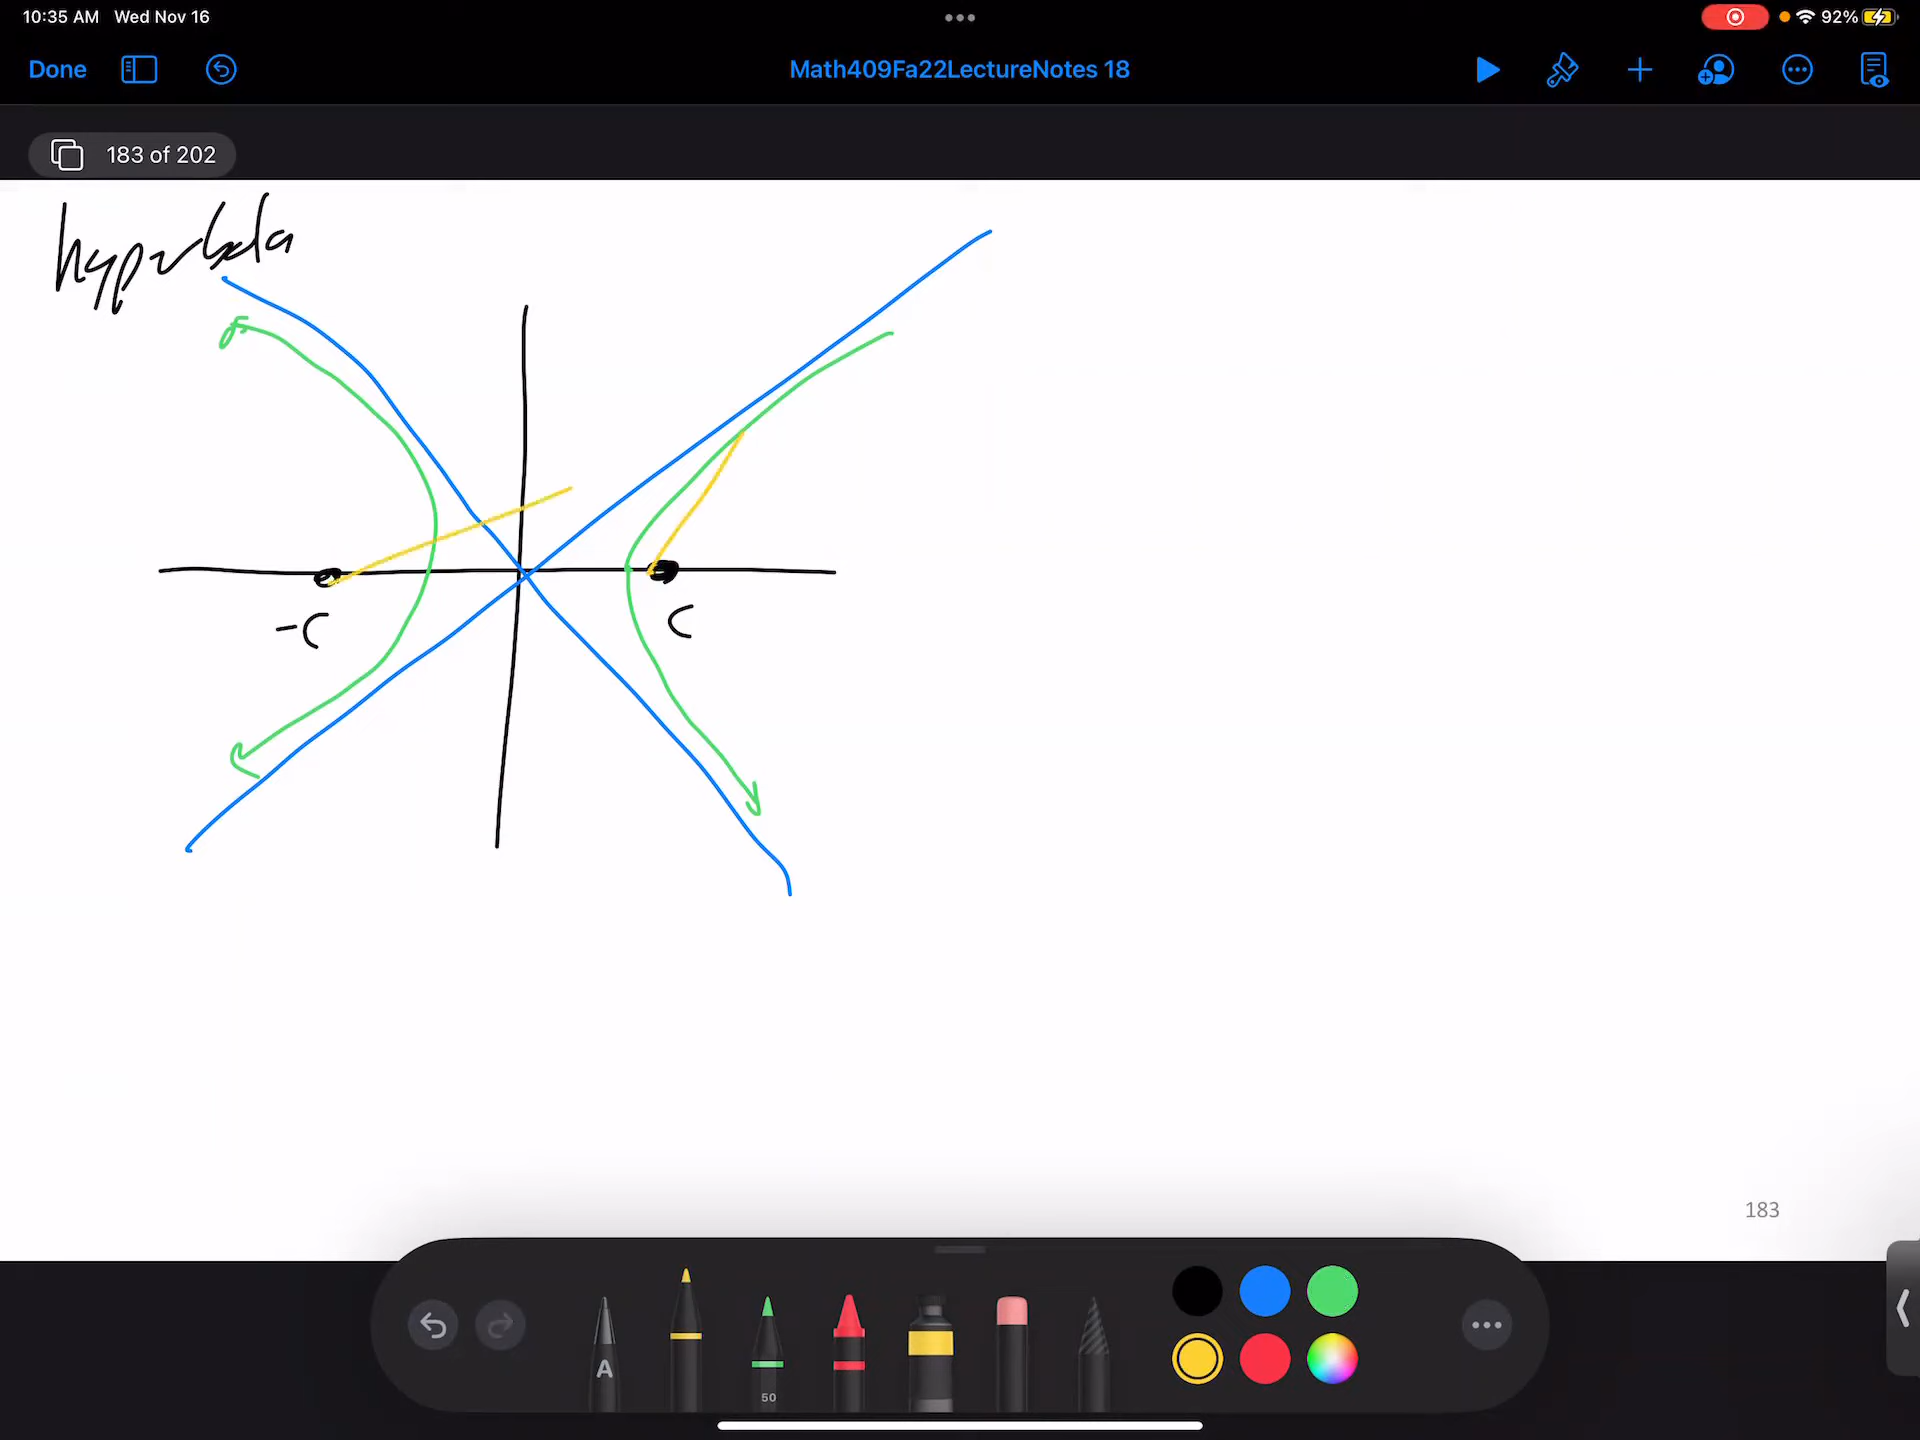 10:35 AM Wed Nov 16
92%
Done
Math409Fa22LectureNotes 18
183 of 202
hyperbola
-C
C
183
A
50